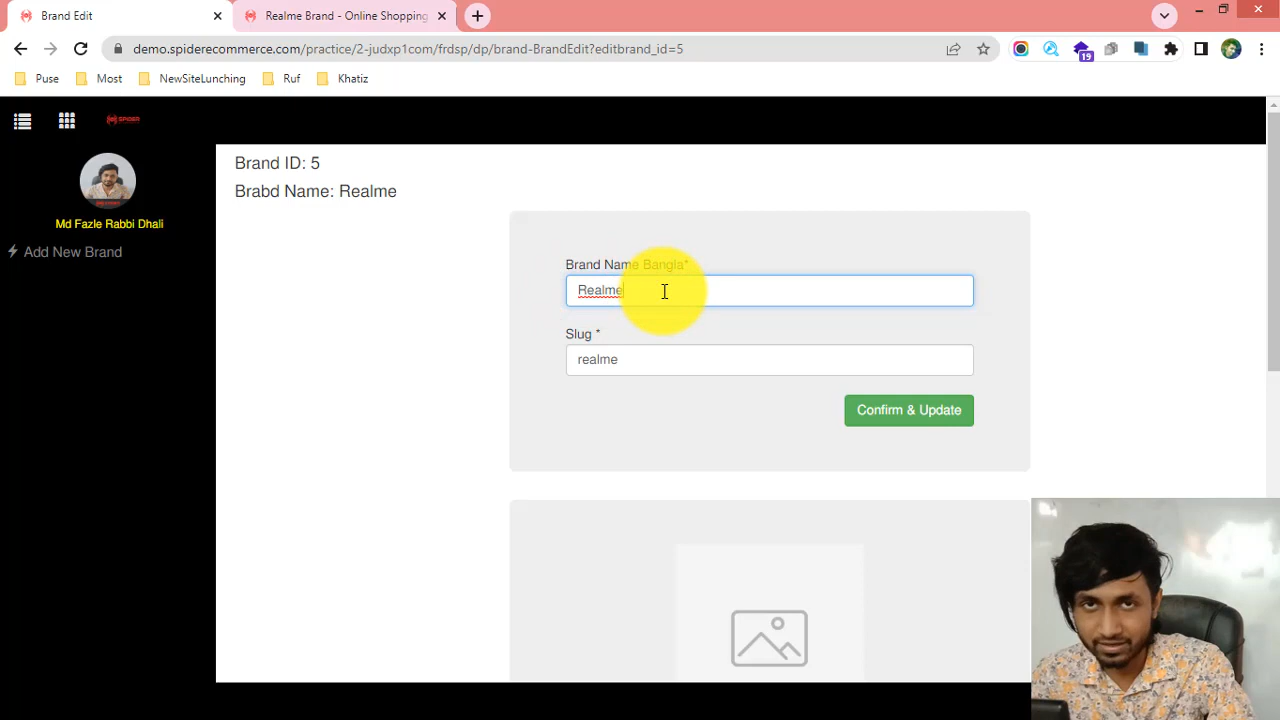 Brand Edit
Realme Brand - Online Shopping
demo.spiderecommerce.com/practice/2-judxp1com/frdsp/dp/brand-BrandEdit?editbrand_id=5
19
Puse
Most
NewSiteLunching
Ruf
Khatiz
SPIDER
Brand ID: 5
Brabd Name: Realme
Md Fazle Rabbi Dhali
Add New Brand
Brand Name Bangla*
Realme
Slug *
realme
Confirm & Update